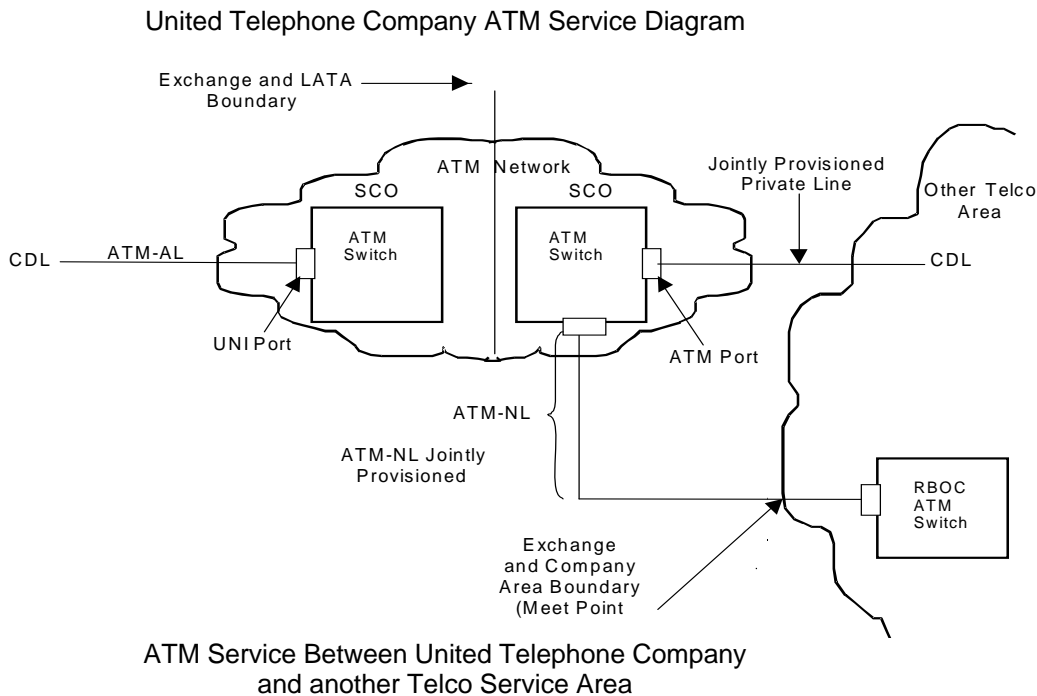 United Telephone Company ATM Service Diagram
Exchange and LATA
Boundary
ATM Network
SCO
SCO
Jointly Provisioned
Private Line
Other Telco
Area
ATM
Switch
ATM
Switch
CDL
ATM-AL
CDL
UNI Port
ATM Port
ATM-NL
ATM-NL Jointly
Provisioned
RBOC
ATM
Switch
Exchange
and Company
Area Boundary
(Meet Point
ATM Service Between United Telephone Company
and another Telco Service Area